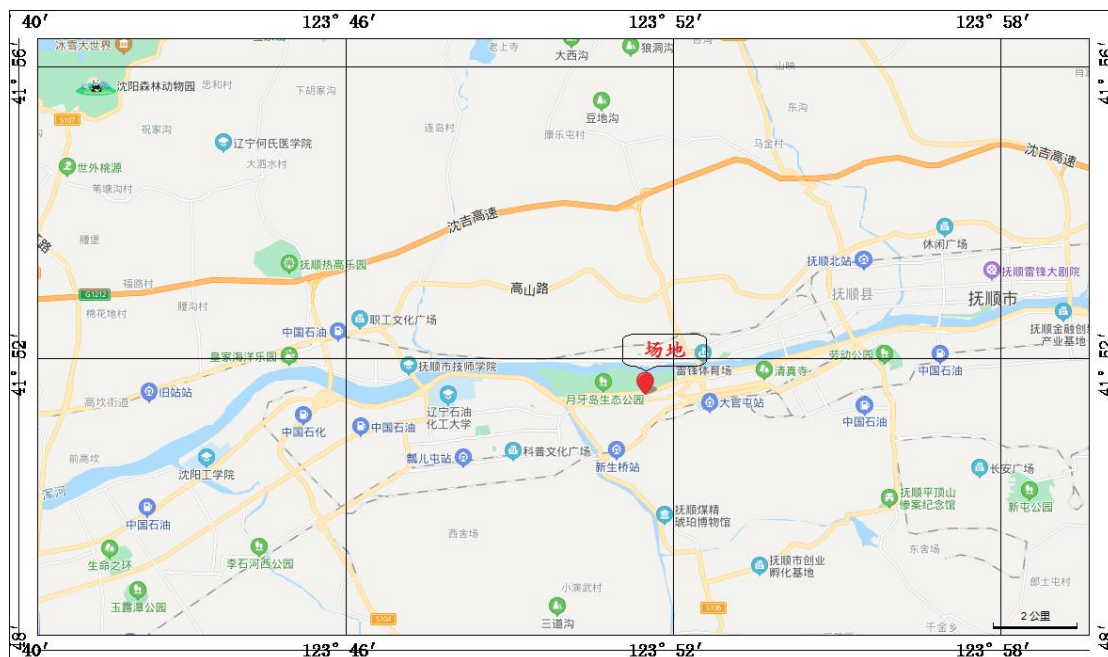 40′
123° 46′
123° 52′
123° 58′
41° 56′
41° 56′
冰雪大世界
老上寺
大西沟
狼洞沟
沈阳森林动物园
思和村
下胡家沟
山映
东沟
S107
祝家沟
连岛村
豆地沟
康乐屯村
马金村
辽宁何氏医学院
世外桃源
大泗水村
沈吉高速
苇塘沟村
沈吉高速
腰堡
休闲广场
抚顺热高乐园
抚顺北站
抚顺雷锋大剧院
福路村
高山路
抚顺县
抚顺市
G1212
腰沟村
棉花地村
职工文化广场
中国石油
抚顺金融创新
产业基地
场地
皇家海洋乐园
雷锋体育场
劳动公园
41° 52′
41° 52′
抚顺市技师学院
清真寺
中国石油
旧站站
月牙岛生态公园
高坎街道
辽宁石油
化工大学
大官屯站
中国石化
中国石油
中国石油
前高坎
沈阳工学院
瓢儿屯站
科普文化广场
新生桥站
长安广场
浑河
中国石油
抚顺煤精
琥珀博物馆
抚顺平顶山
惨案纪念馆
新屯公园
西舍场
生命之环
李石河西公园
东舍场
抚顺市创业
孵化基地
玉露潭公园
小演武村
郎士屯村
三道沟
S104
S106
千金乡
2 公里
48′
48′
40′
123° 46′
123° 52′
123° 58′